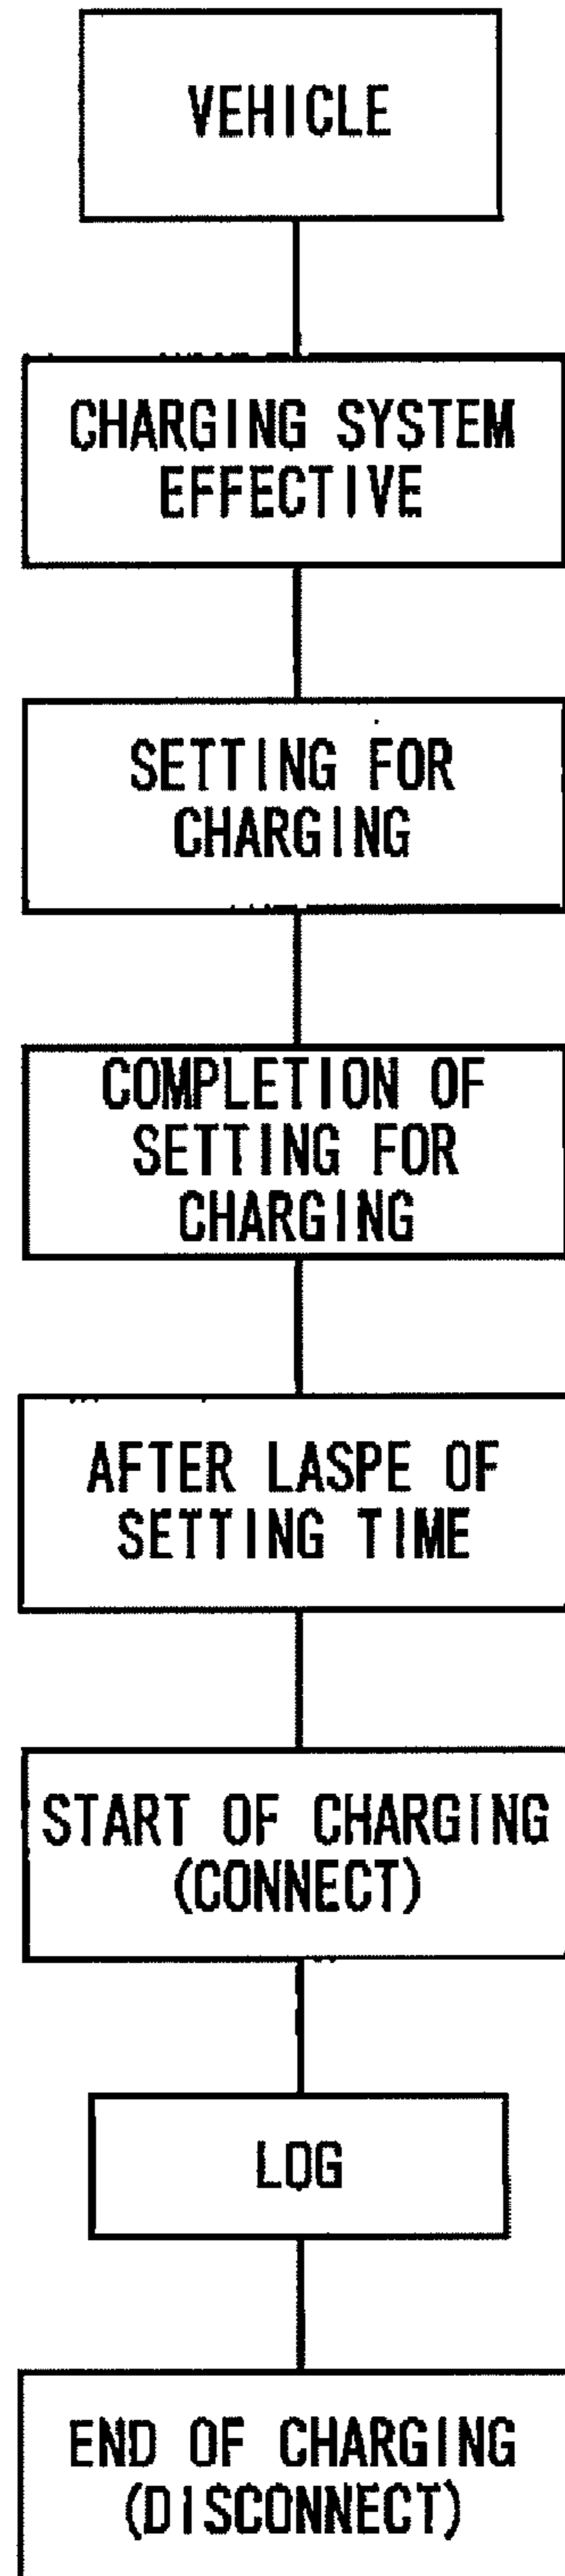 VEHICLE
CHARGING SYSTEM
EFFECTIVE
SETTING FOR
CHARGING
COMPLETION OF
SETTING FOR
CHARGING
AFTER LASPE OF
SETTING TIME
START OF CHARGING
(CONNECT)
LOG
END OF CHARGING
(DISCONNECT)